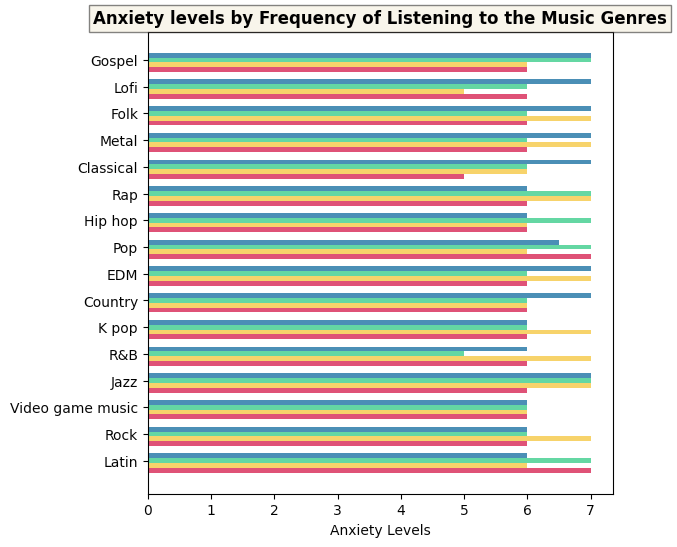 Anxiety levels by Frequency of Listening to the Music Genres
Gospel
Lofi
Folk
Metal
Classical
Rap
Hip hop
Pop
EDM
Country
K pop
R&B
Jazz
Video game music
Rock
Latin
0 1 2 3 4 5 6 7
Anxiety Levels